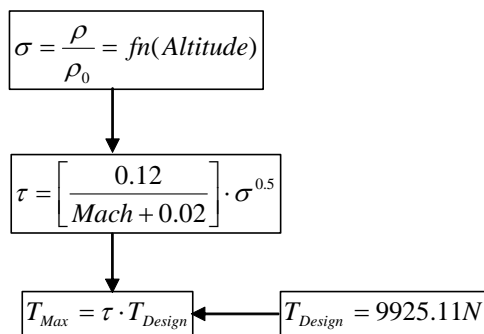 σ = ρ / ρ₀ = fn(Altitude)
τ = [0.12 / (Mach + 0.02)] · σ^0.5
T_Max = τ · T_Design
T_Design = 9925.11N